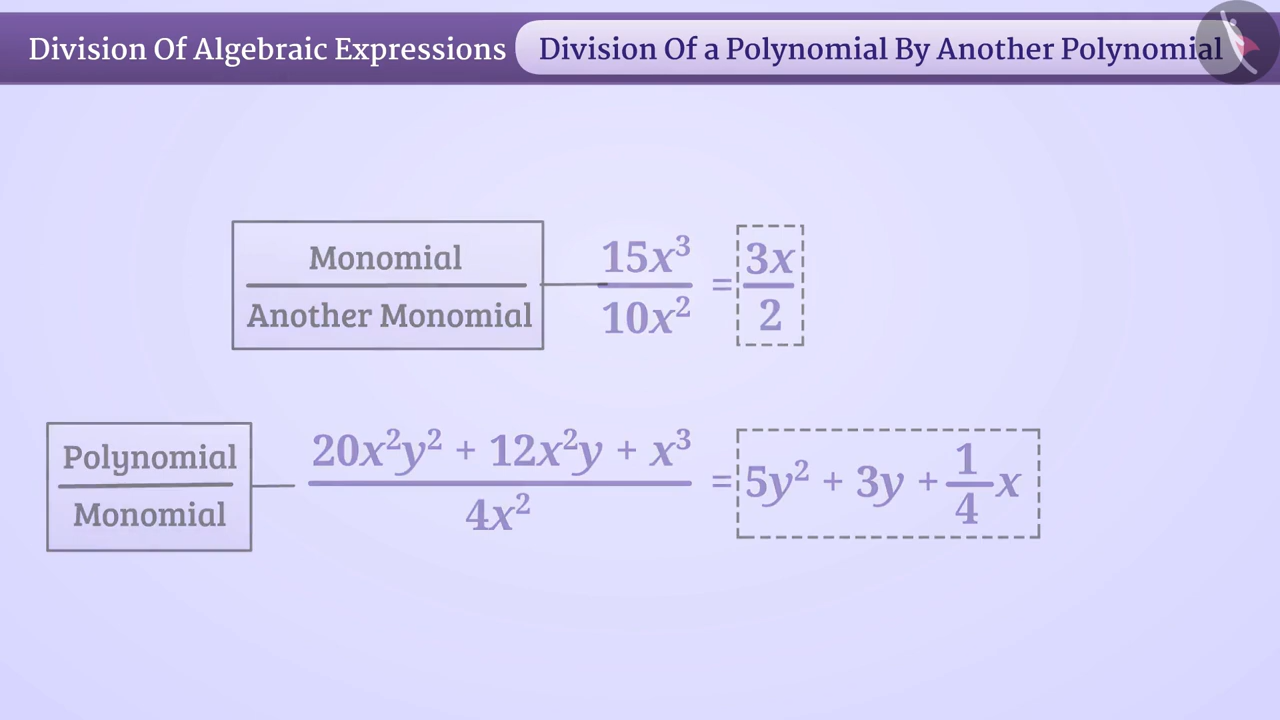 Division Of Algebraic Expressions Division Of a Polynomial By Another Polynomial
Monomial
Another Monomial
15x³
10x²
=
3x
2
Polynomial
Monomial
20x²y² + 12x²y + x³
4x²
= 5y² + 3y + 1/4 x